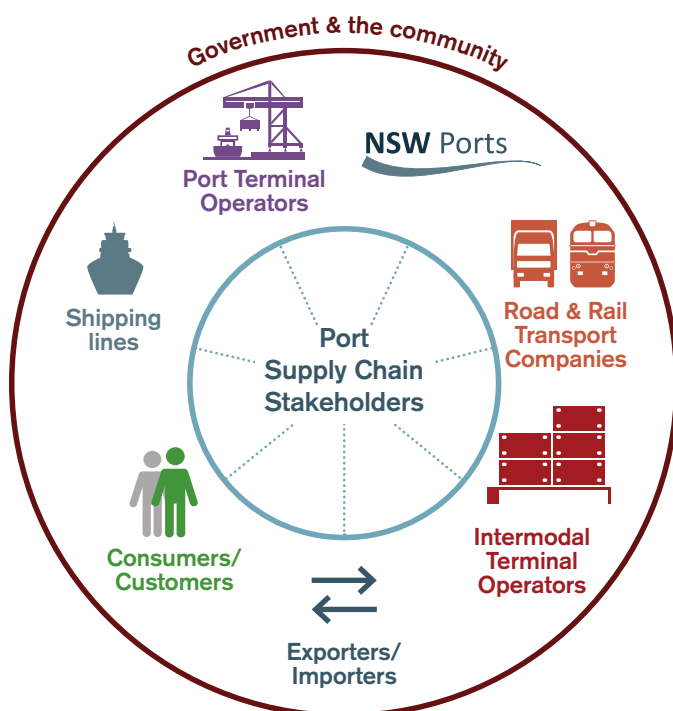 Government & the community
Port Terminal
Operators
NSW Ports
Shipping
lines
Road & Rail
Transport
Companies
Port
Supply Chain
Stakeholders
Consumers/
Customers
Intermodal
Terminal
Operators
Exporters/
Importers